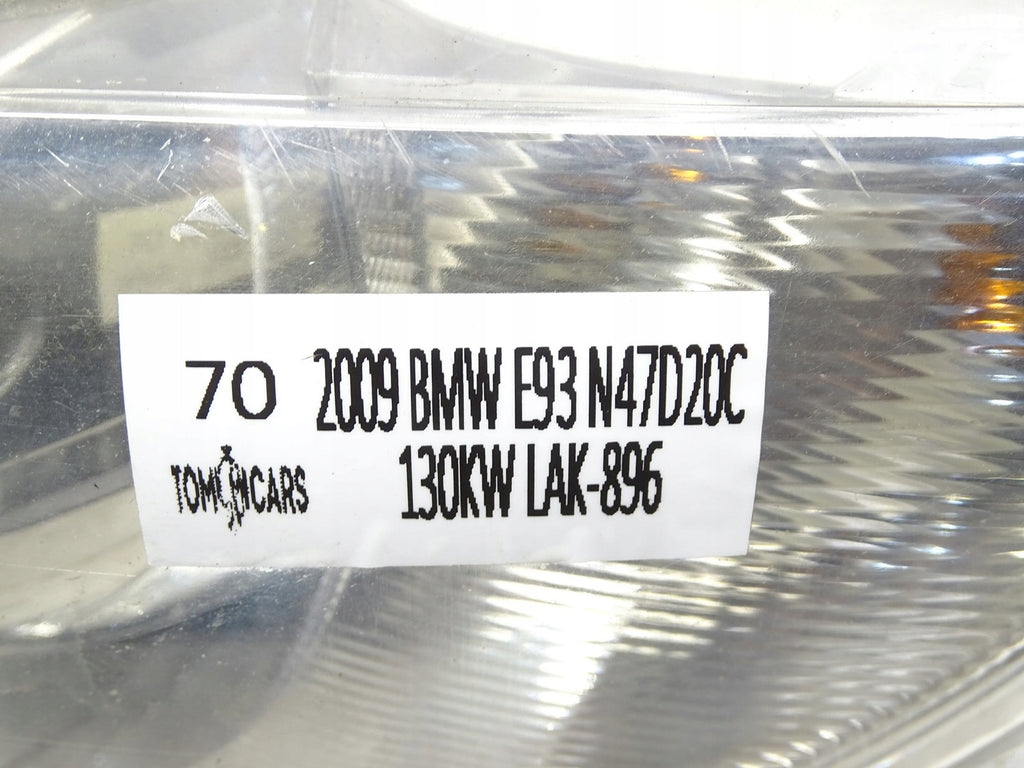 70 2009 BMW E93 N47D20C
TOMCARS 130KW LAK-896